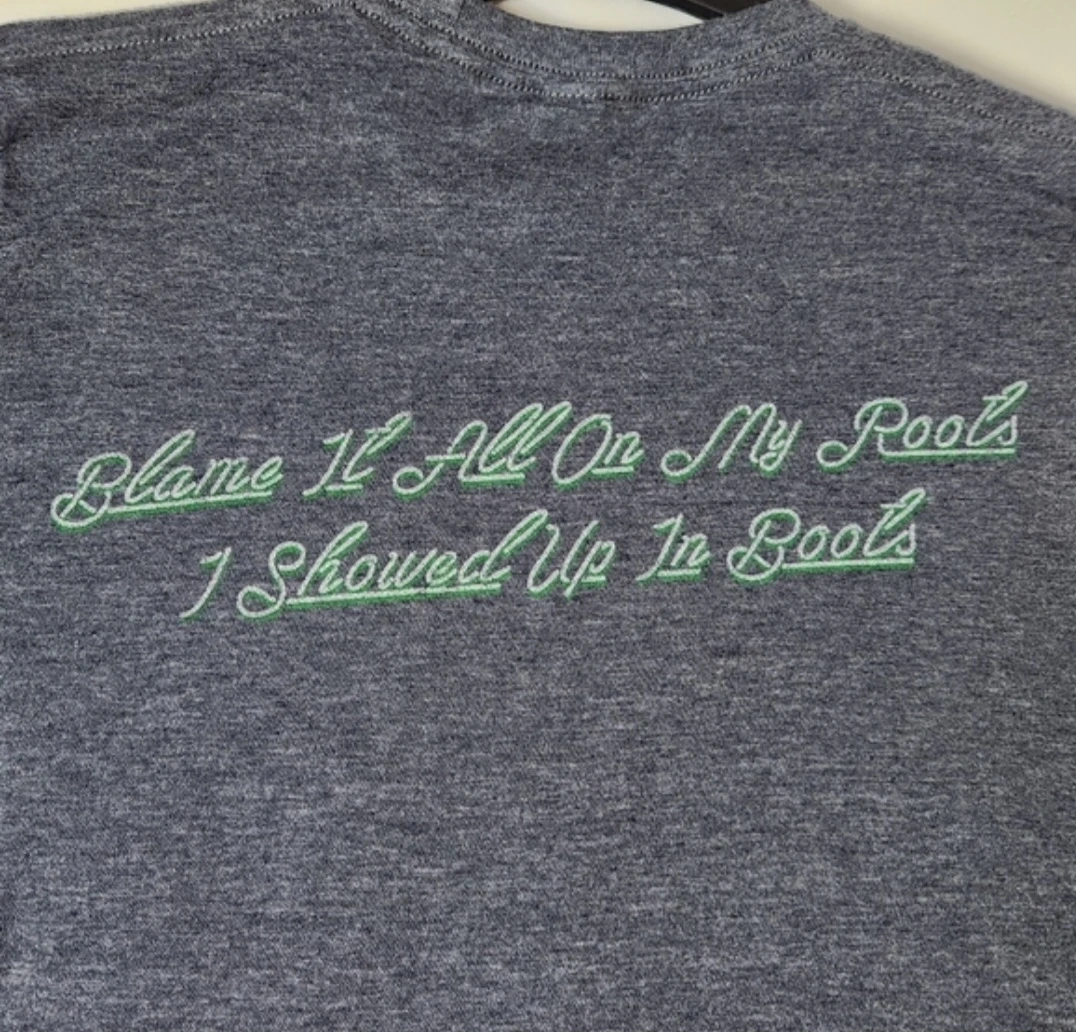 Blame It All On My Roots
I Showed Up In Boots